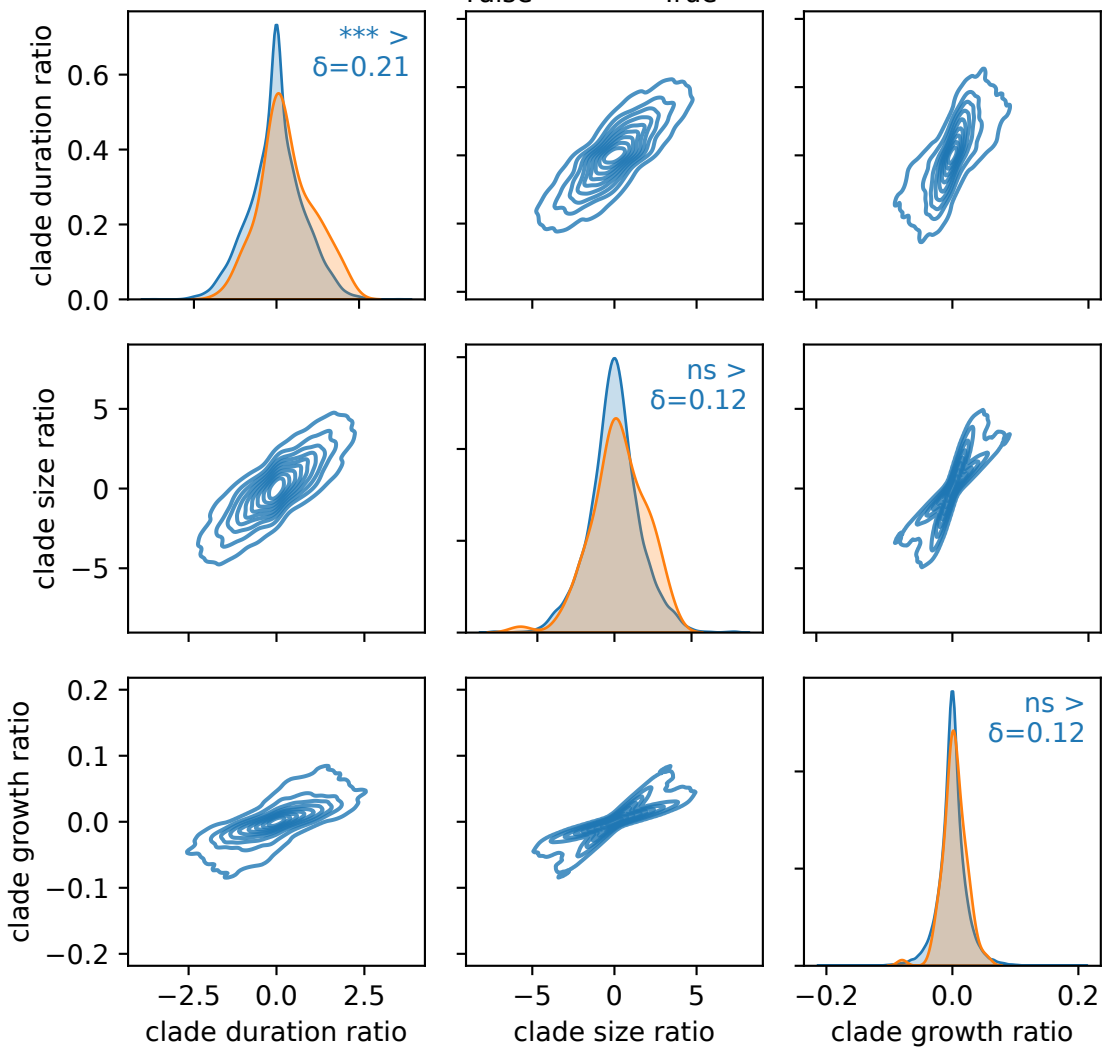 False True
clade duration ratio
0.6
0.4
0.2
0.0
*** >
δ=0.21
clade size ratio
5
0
−5
ns >
δ=0.12
clade growth ratio
0.2
0.1
0.0
−0.1
−0.2
ns >
δ=0.12
−2.5 0.0 2.5
−5 0 5
−0.2 0.0 0.2
clade duration ratio
clade size ratio
clade growth ratio